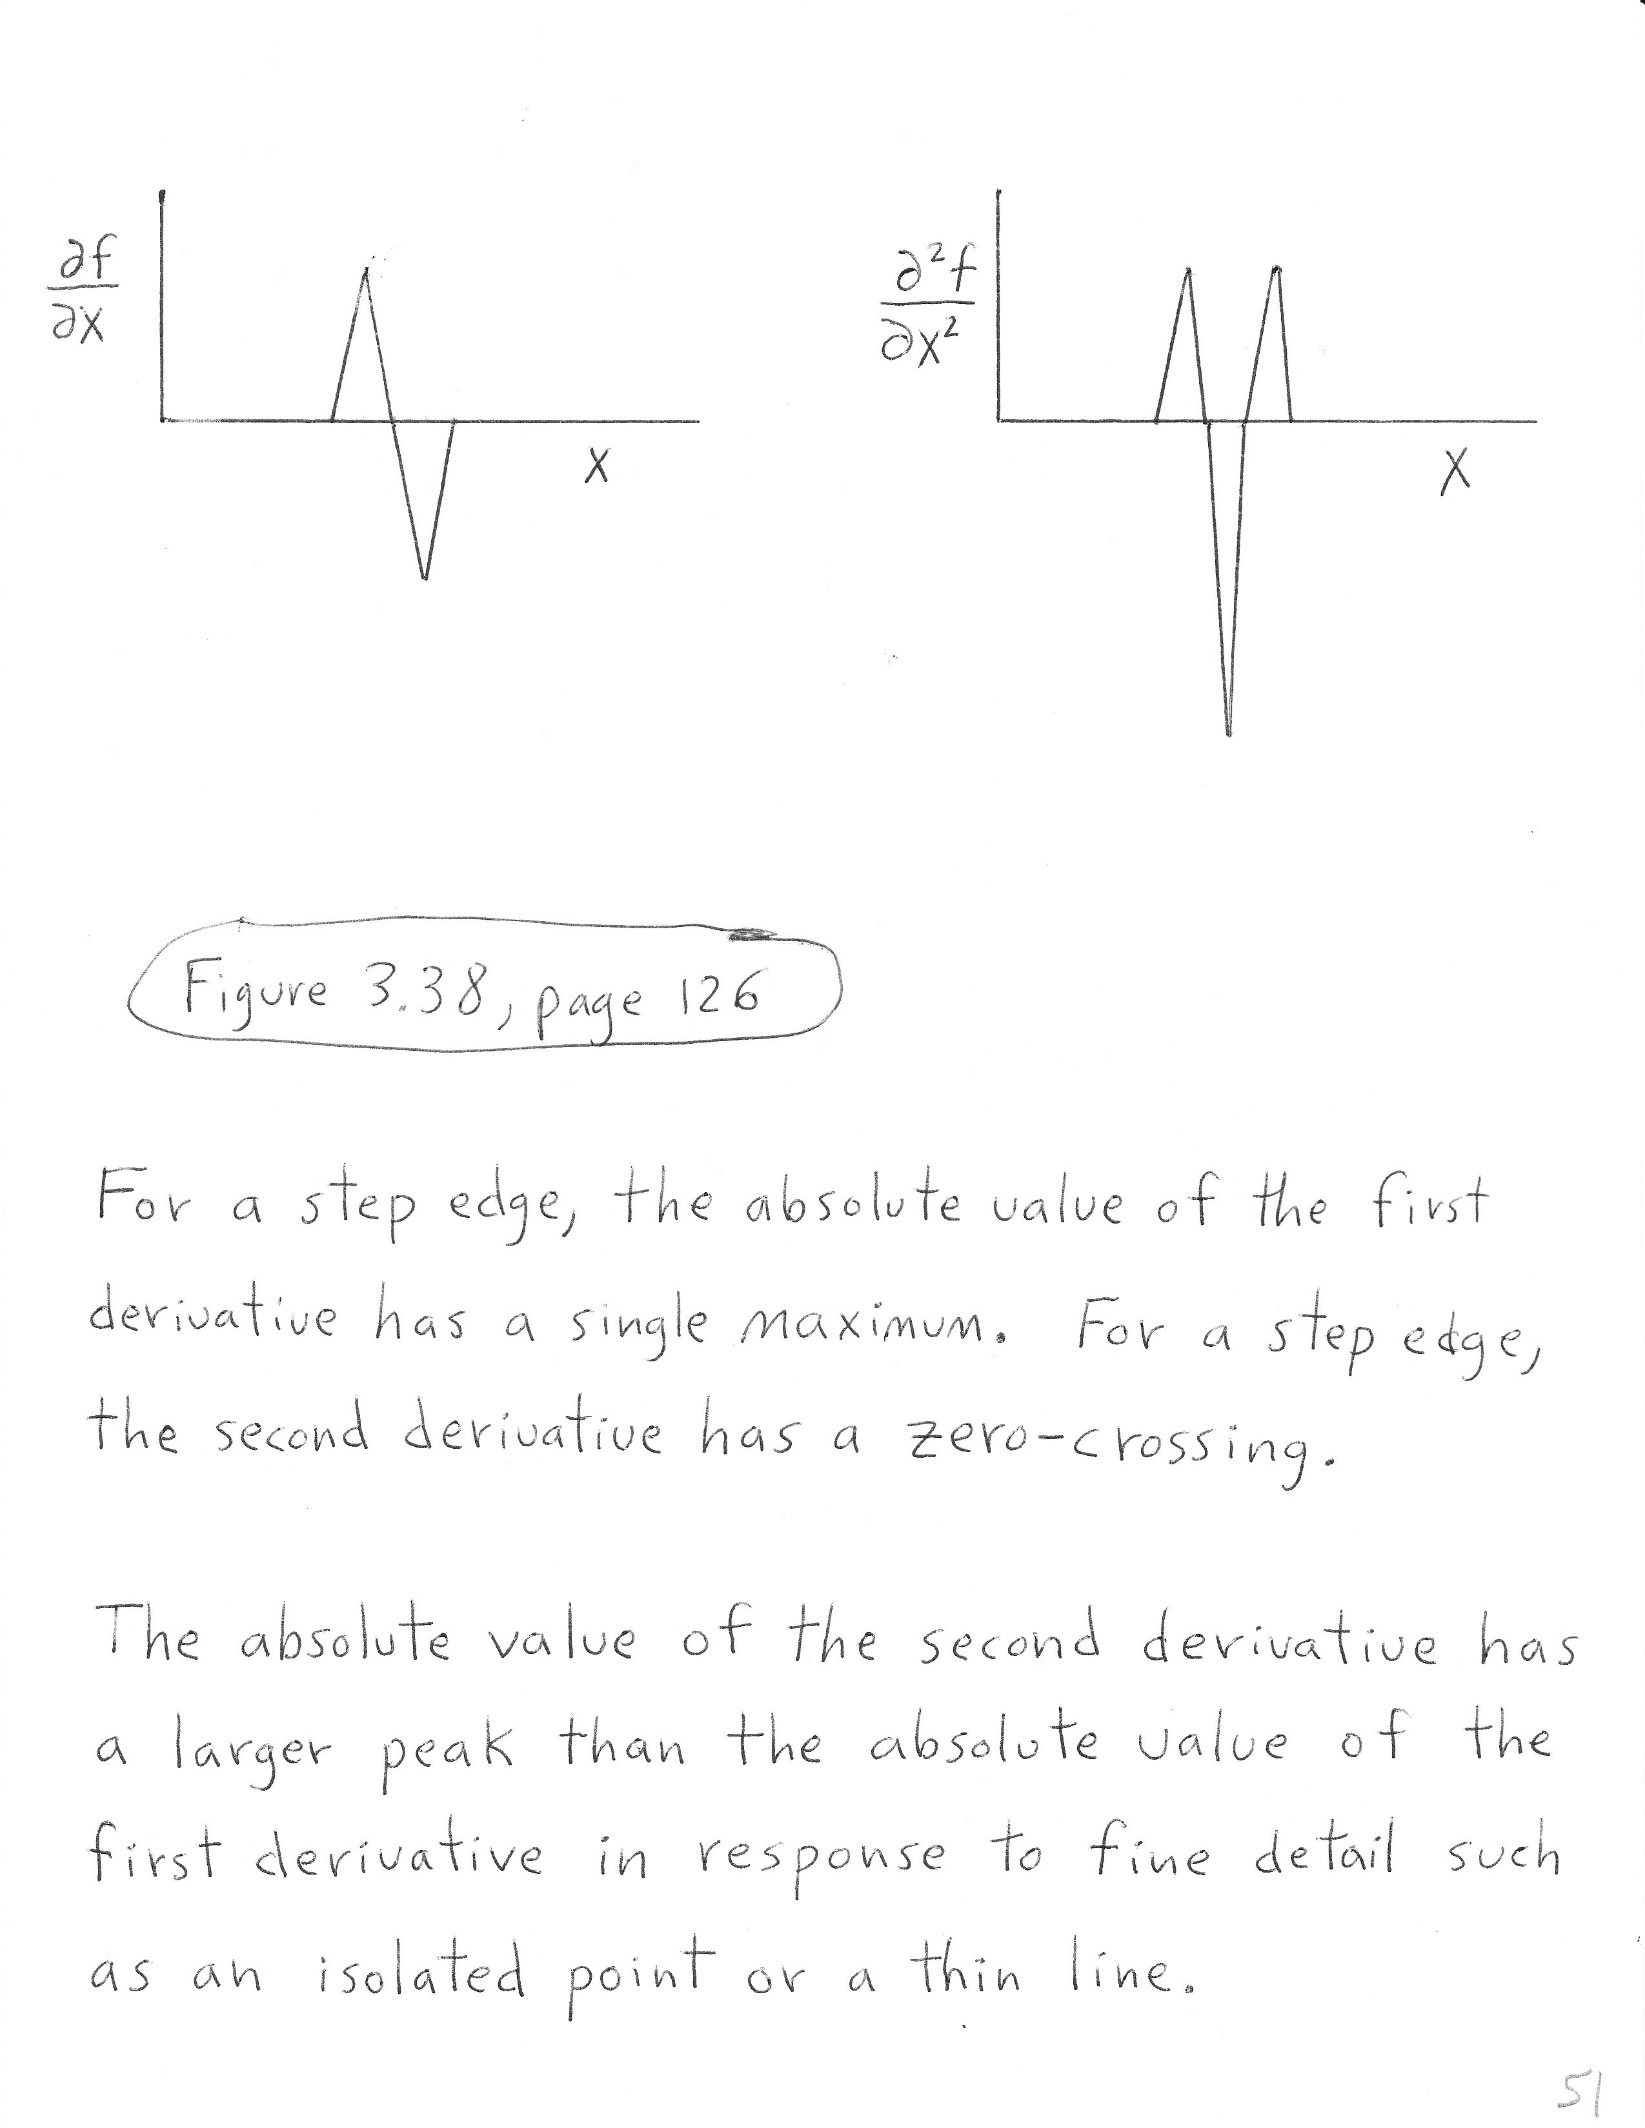 ∂f
∂x
x
∂²f
∂x²
x
Figure 3.38, page 126
For a step edge, the absolute value of the first
derivative has a single maximum. For a step edge,
the second derivative has a zero-crossing.
The absolute value of the second derivative has
a larger peak than the absolute value of the
first derivative in response to fine detail such
as an isolated point or a thin line.
51